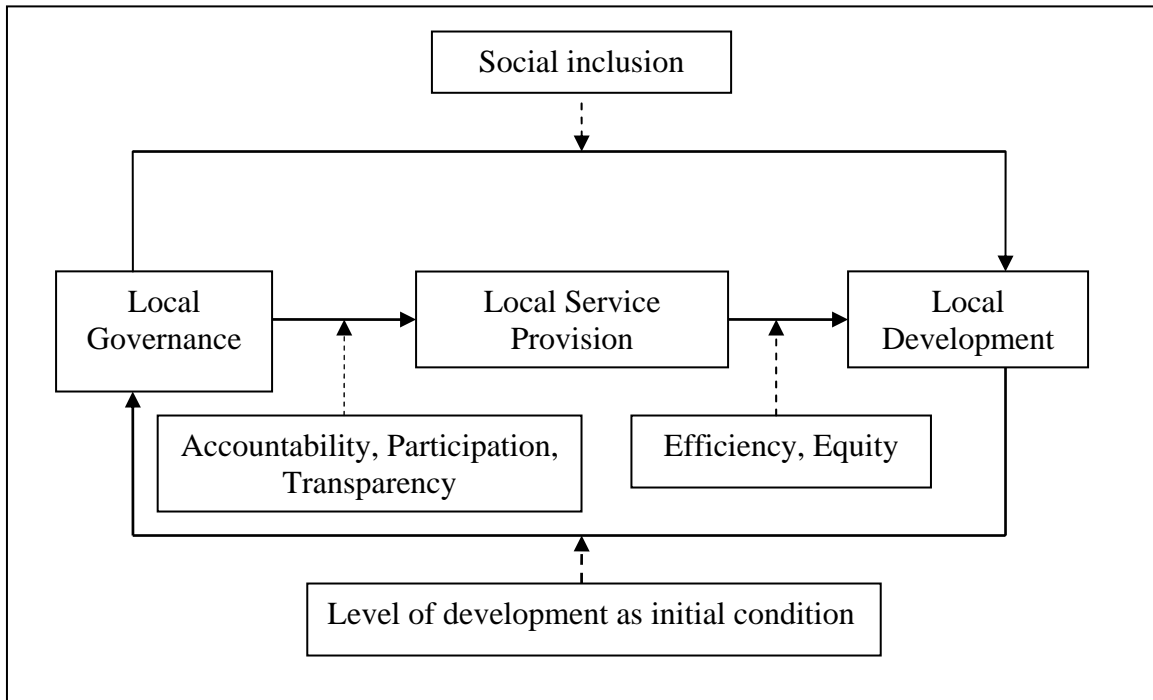 Social inclusion
Local
Governance
Local Service
Provision
Local
Development
Accountability, Participation,
Transparency
Efficiency, Equity
Level of development as initial condition